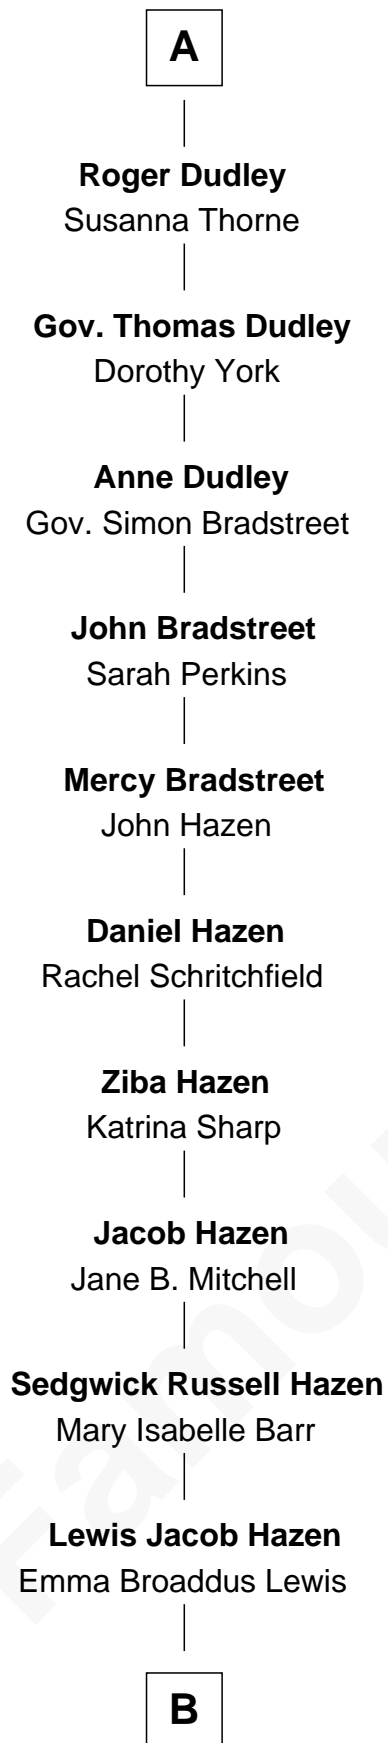 A
Roger Dudley
Susanna Thorne
Gov. Thomas Dudley
Dorothy York
Anne Dudley
Gov. Simon Bradstreet
John Bradstreet
Sarah Perkins
Mercy Bradstreet
John Hazen
Daniel Hazen
Rachel Schritchfield
Ziba Hazen
Katrina Sharp
Jacob Hazen
Jane B. Mitchell
Sedgwick Russell Hazen
Mary Isabelle Barr
Lewis Jacob Hazen
Emma Broaddus Lewis
B